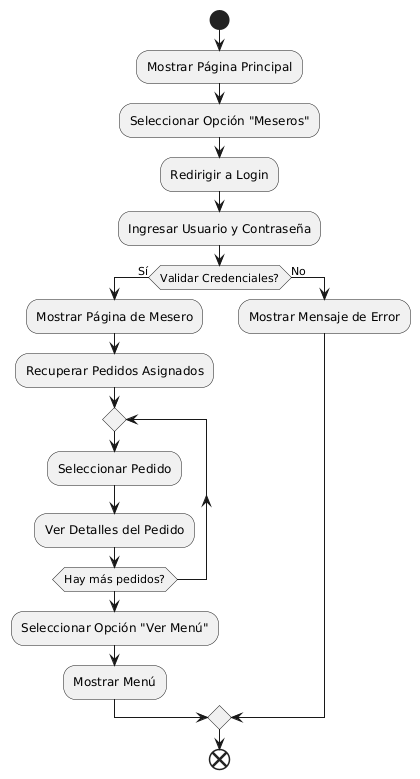 Mostrar Página Principal
Seleccionar Opción "Meseros"
Redirigir a Login
Ingresar Usuario y Contraseña
Sí
Validar Credenciales?
No
Mostrar Página de Mesero
Mostrar Mensaje de Error
Recuperar Pedidos Asignados
Seleccionar Pedido
Ver Detalles del Pedido
Hay más pedidos?
Seleccionar Opción "Ver Menú"
Mostrar Menú